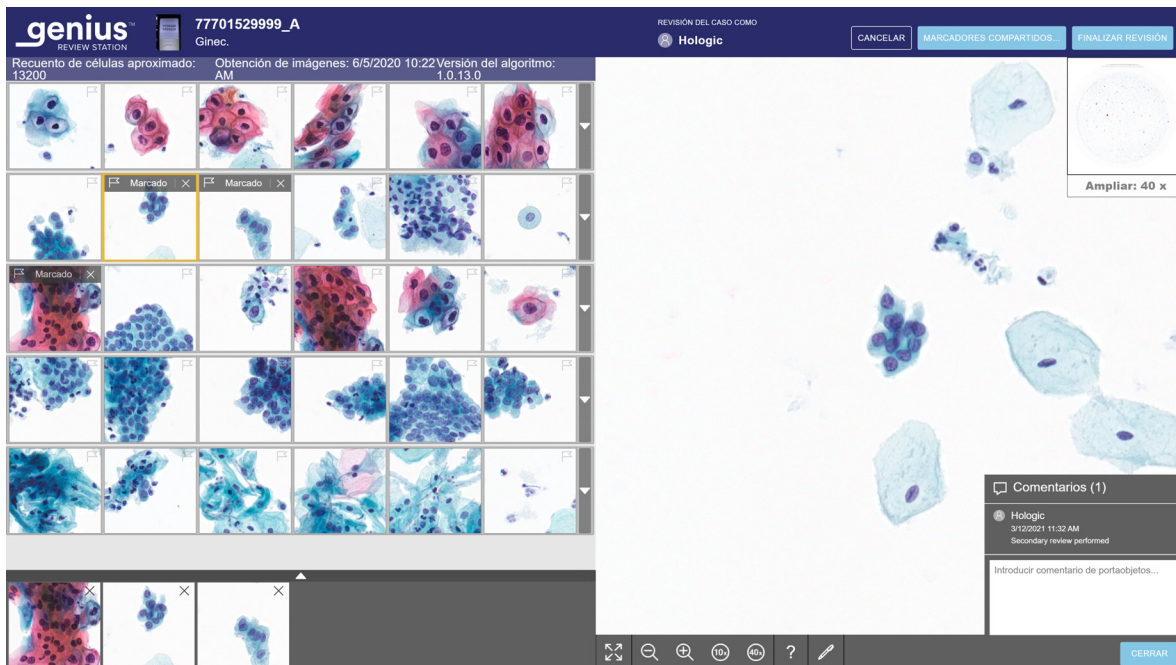 genius™
REVIEW STATION
77701529999_A
Ginec.
REVISIÓN DEL CASO COMO
Hologic
CANCELAR
MARCADORES COMPARTIDOS...
FINALIZAR REVISIÓN
Recuento de células aproximado: 13200
Obtención de imágenes: 6/5/2020 10:22 AM
Versión del algoritmo: 1.0.13.0
Ampliar: 40 x
Marcado
Marcado
Marcado
Comentarios (1)
Hologic
3/12/2021 11:32 AM
Secondary review performed
Introducir comentario de portaobjetos...
10x
40x
?
CERRAR